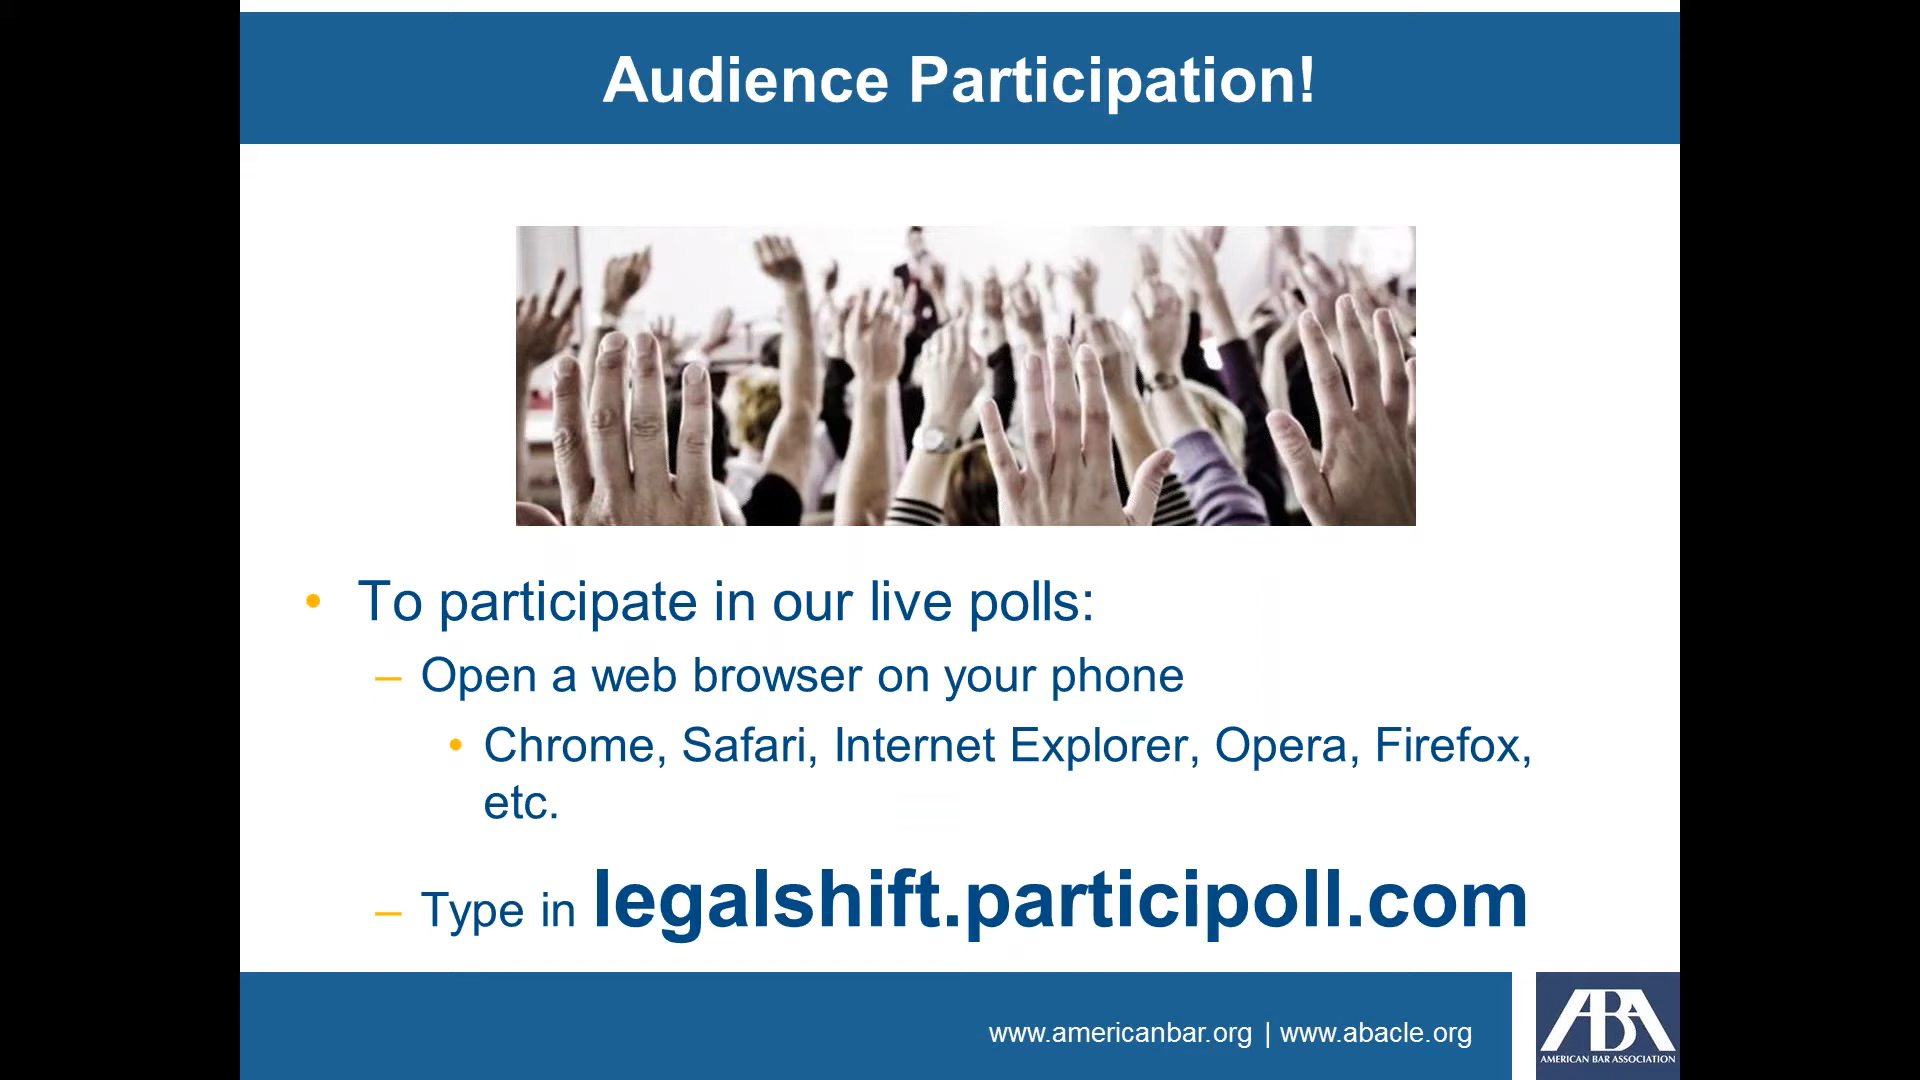 Audience Participation!
• To participate in our live polls:
– Open a web browser on your phone
• Chrome, Safari, Internet Explorer, Opera, Firefox,
etc.
– Type in legalshift.participoll.com
www.americanbar.org | www.abacle.org
ABA
AMERICAN BAR ASSOCIATION